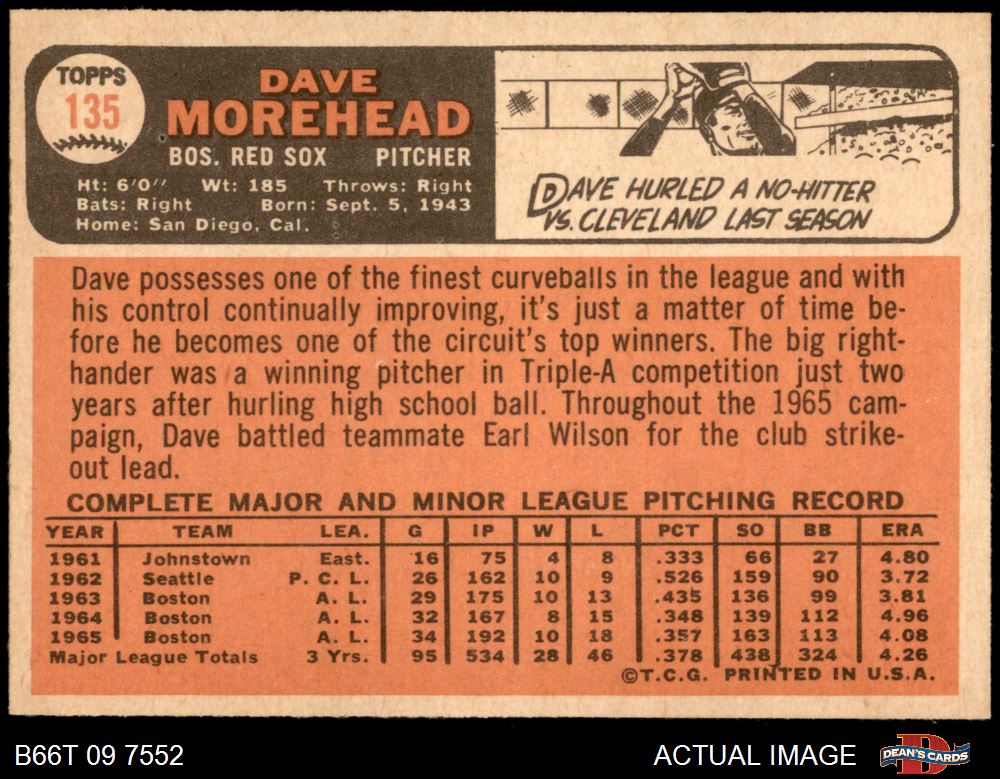 TOPPS
135
DAVE
MOREHEAD
BOS. RED SOX PITCHER
Ht: 6'0" Wt: 185 Throws: Right
Bats: Right Born: Sept. 5, 1943
Home: San Diego, Cal.
DAVE HURLED A NO-HITTER
VS. CLEVELAND LAST SEASON
Dave possesses one of the finest curveballs in the league and with
his control continually improving, it's just a matter of time be-
fore he becomes one of the circuit's top winners. The big right-
hander was a winning pitcher in Triple-A competition just two
years after hurling high school ball. Throughout the 1965 cam-
paign, Dave battled teammate Earl Wilson for the club strike-
out lead.
COMPLETE MAJOR AND MINOR LEAGUE PITCHING RECORD
YEAR TEAM LEA. G IP W L PCT SO BB ERA
1961 Johnstown East. 16 75 4 8 .333 66 27 4.80
1962 Seattle P. C. L. 26 162 10 9 .526 159 90 3.72
1963 Boston A. L. 29 175 10 13 .435 136 99 3.81
1964 Boston A. L. 32 167 8 15 .348 139 112 4.96
1965 Boston A. L. 34 192 10 18 .357 163 113 4.08
Major League Totals 3 Yrs. 95 534 28 46 .378 438 324 4.26
©T.C.G. PRINTED IN U.S.A.
B66T 09 7552 ACTUAL IMAGE DEAN'S CARDS